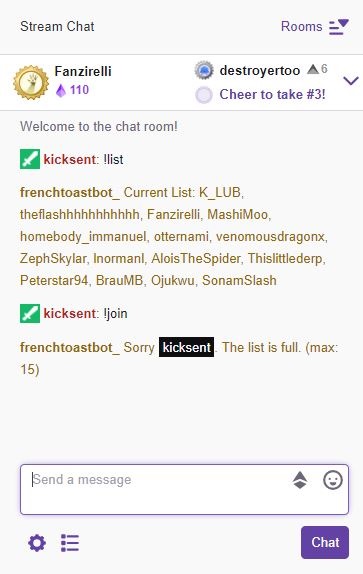 Stream Chat Rooms
Fanzirelli destroyertoo 6
110 Cheer to take #3!
Welcome to the chat room!
kicksent: !list
frenchtoastbot_ Current List: K_LUB,
theflashhhhhhhhhhh, Fanzirelli, MashiMoo,
homebody_immanuel, otternami, venomousdragonx,
ZephSkylar, lnormanl, AloisTheSpider, Thislittlederp,
Peterstar94, BrauMB, Ojukwu, SonamSlash
kicksent: !join
frenchtoastbot_ Sorry kicksent. The list is full. (max:
15)
Send a message
Chat